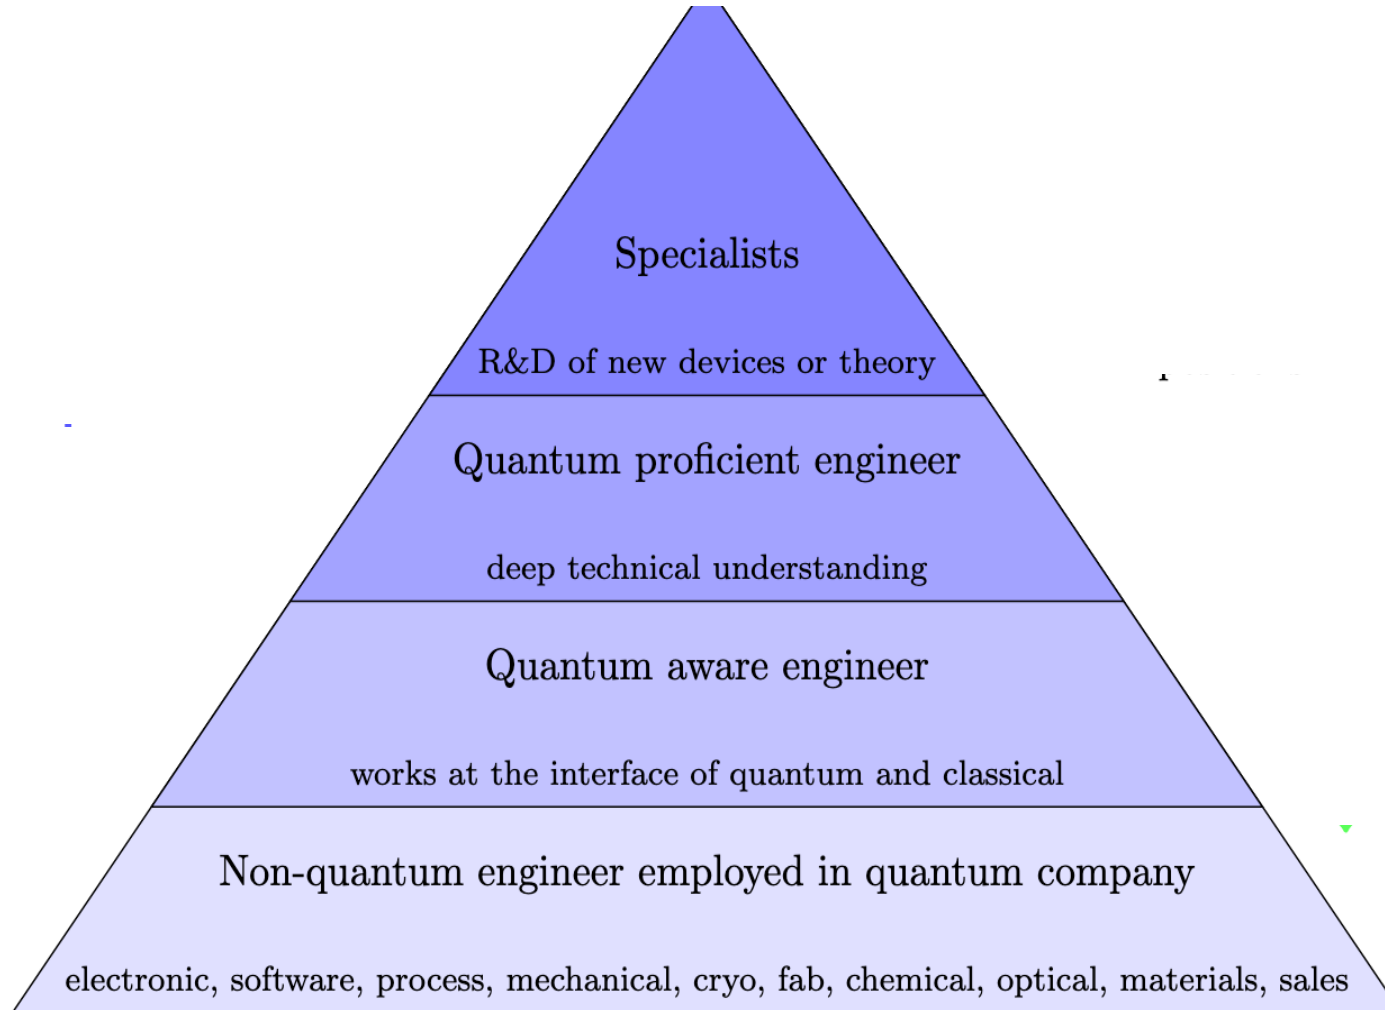 Specialists
R&D of new devices or theory
Quantum proficient engineer
deep technical understanding
Quantum aware engineer
works at the interface of quantum and classical
Non-quantum engineer employed in quantum company
electronic, software, process, mechanical, cryo, fab, chemical, optical, materials, sales